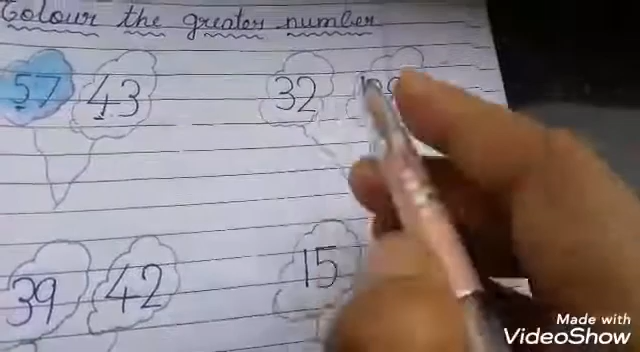 Colour the greater number
57 43 32
39 42 15
Made with
VideoShow